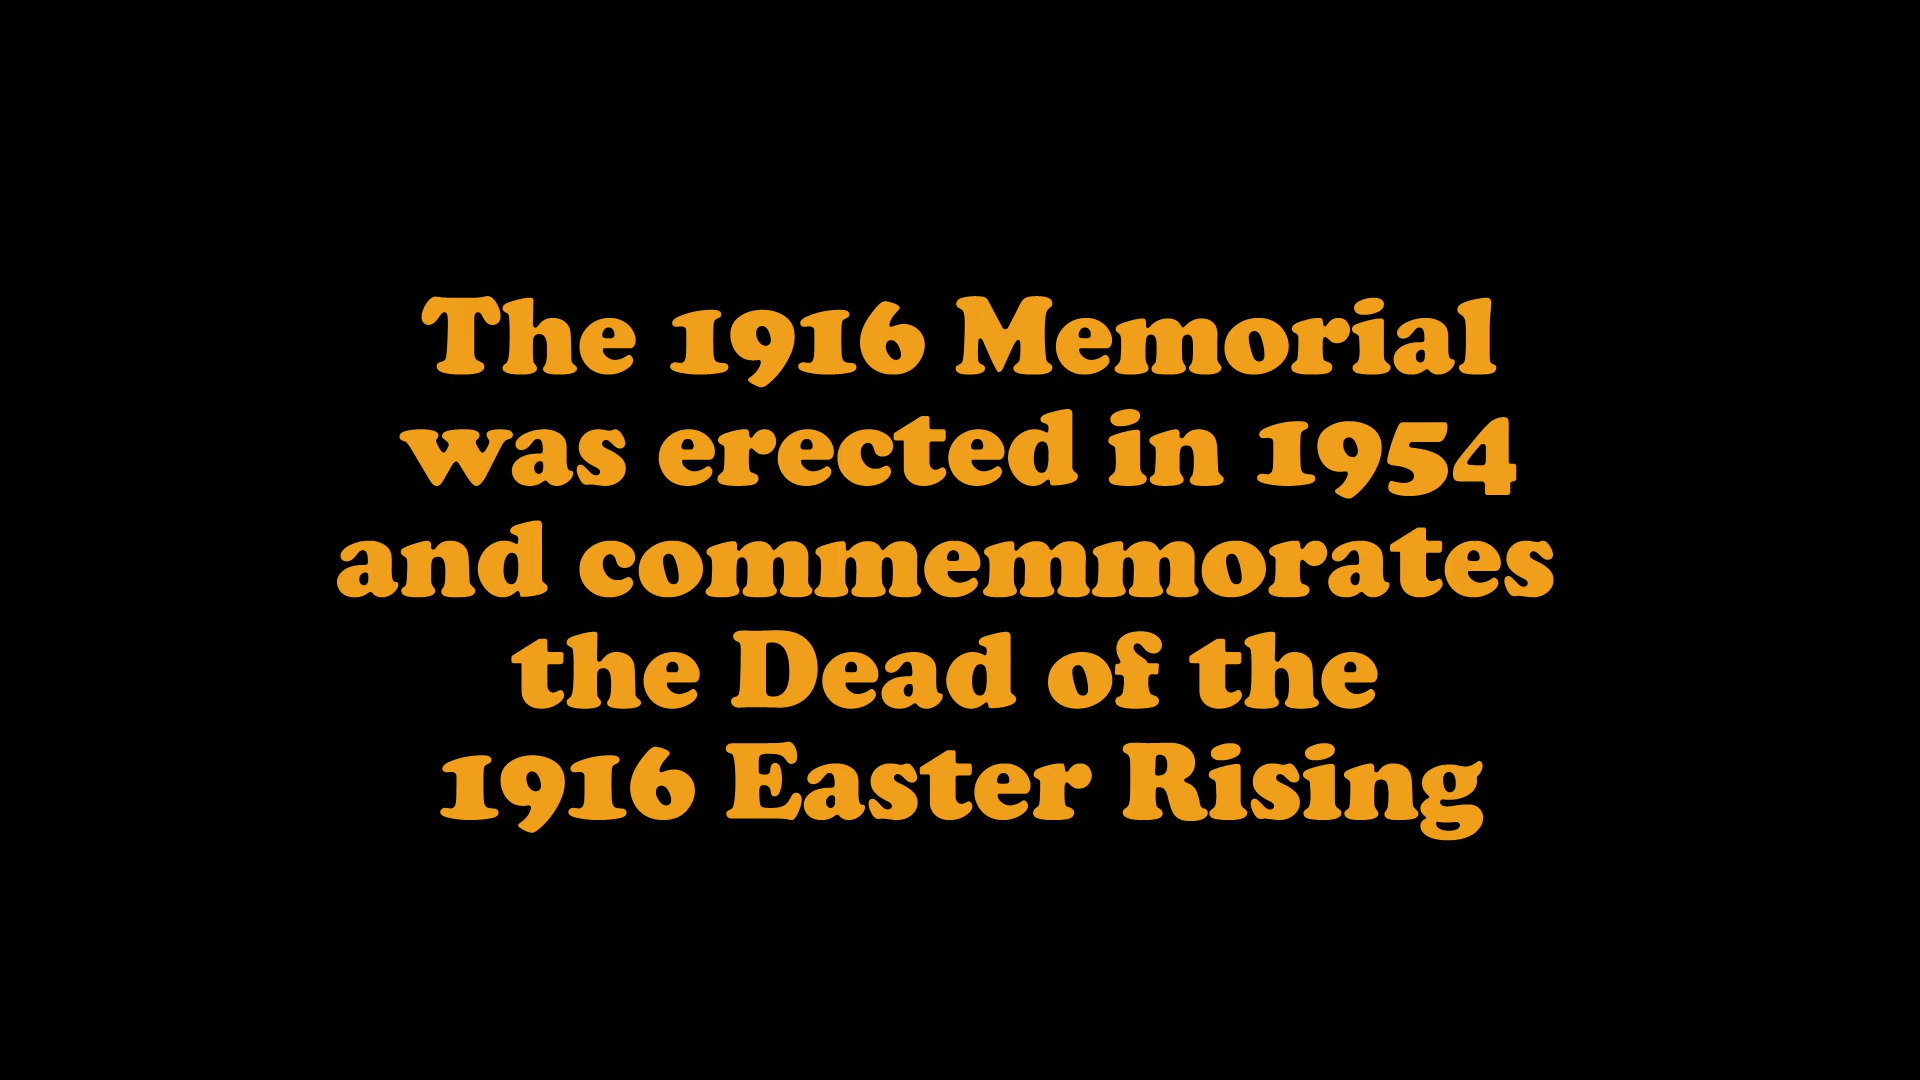 The 1916 Memorial
was erected in 1954
and commemmorates
the Dead of the
1916 Easter Rising